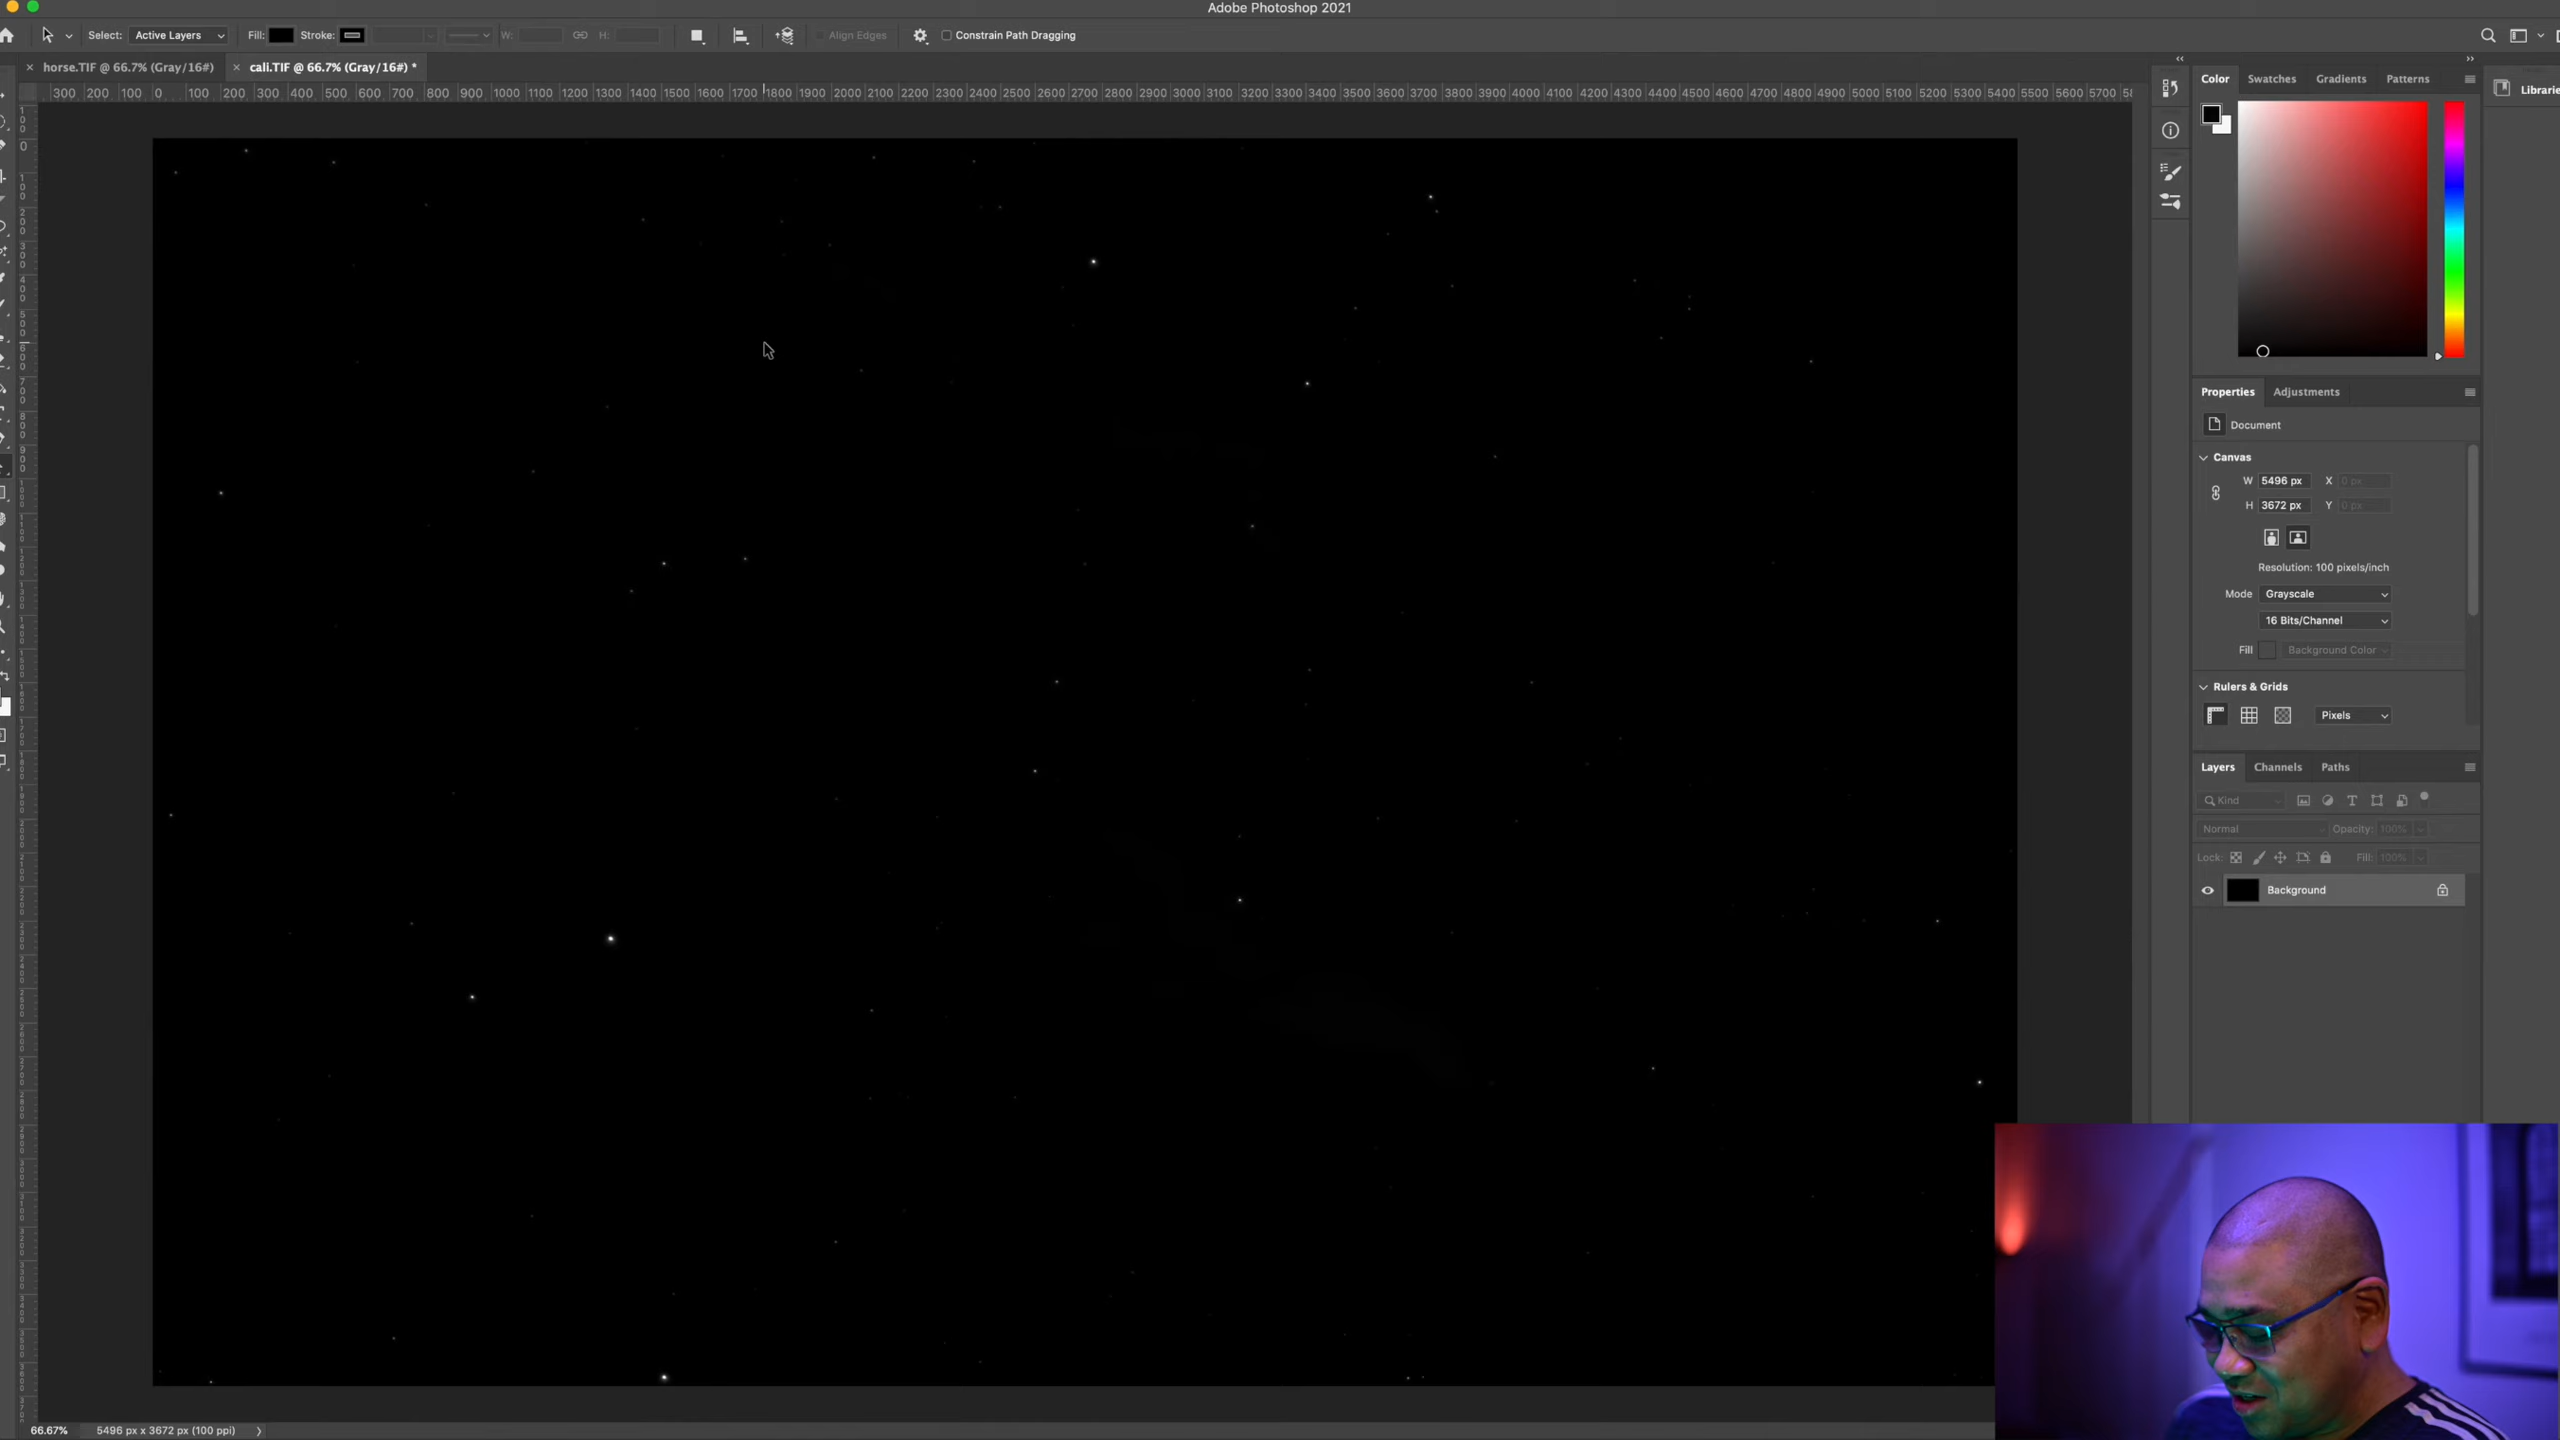 Adobe Photoshop 2021
Select: Active Layers Fill: Stroke: W: H: Align Edges Constrain Path Dragging
× horse.TIF @ 66.7% (Gray/16#) × cali.TIF @ 66.7% (Gray/16#) *
300 200 100 0 100 200 300 400 500 600 700 800 900 1000 1100 1200 1300 1400 1500 1600 1700 1800 1900 2000 2100 2200 2300 2400 2500 2600 2700 2800 2900 3000 3100 3200 3300 3400 3500 3600 3700 3800 3900 4000 4100 4200 4300 4400 4500 4600 4700 4800 4900 5000 5100 5200 5300 5400 5500 5600 5700
Color Swatches Gradients Patterns
Librarie
Properties Adjustments
Document
Canvas
W 5496 px X 0 px
H 3672 px Y 0 px
Resolution: 100 pixels/inch
Mode Grayscale
16 Bits/Channel
Fill Background Color
Rulers & Grids
Pixels
Layers Channels Paths
Kind
Normal Opacity: 100%
Lock: Fill: 100%
Background
66.67% 5496 px x 3672 px (100 ppi)